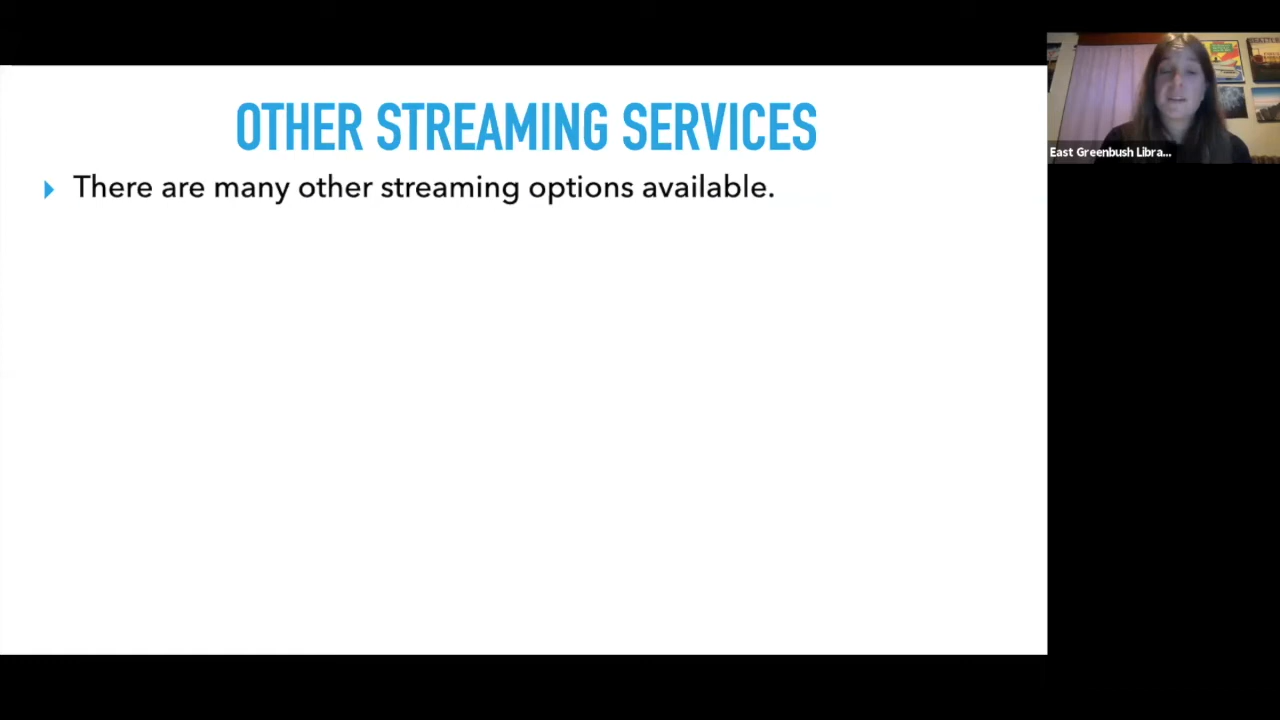 OTHER STREAMING SERVICES
There are many other streaming options available.
East Greenbush Libra...